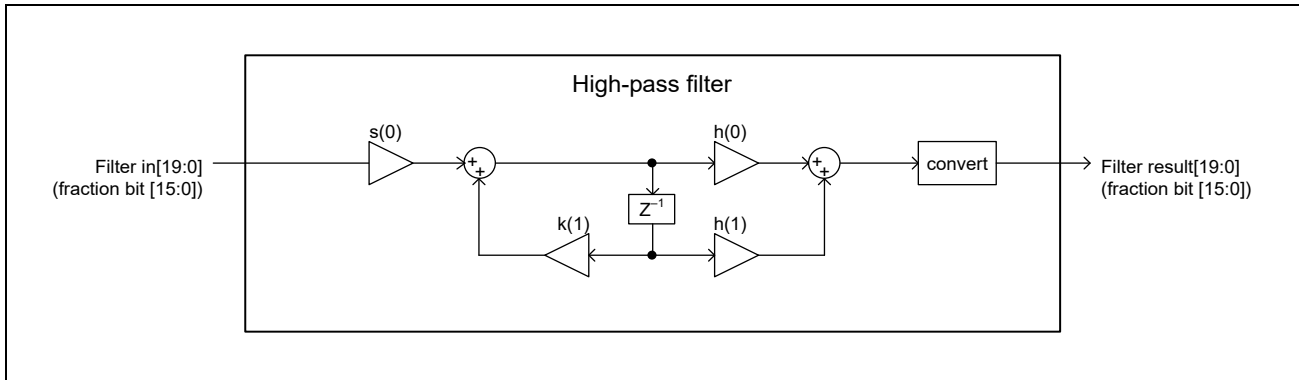 High-pass filter
s(0)
h(0)
Filter in[19:0]
(fraction bit [15:0])
+
+
+
+
convert
Filter result[19:0]
(fraction bit [15:0])
Z⁻¹
k(1)
h(1)